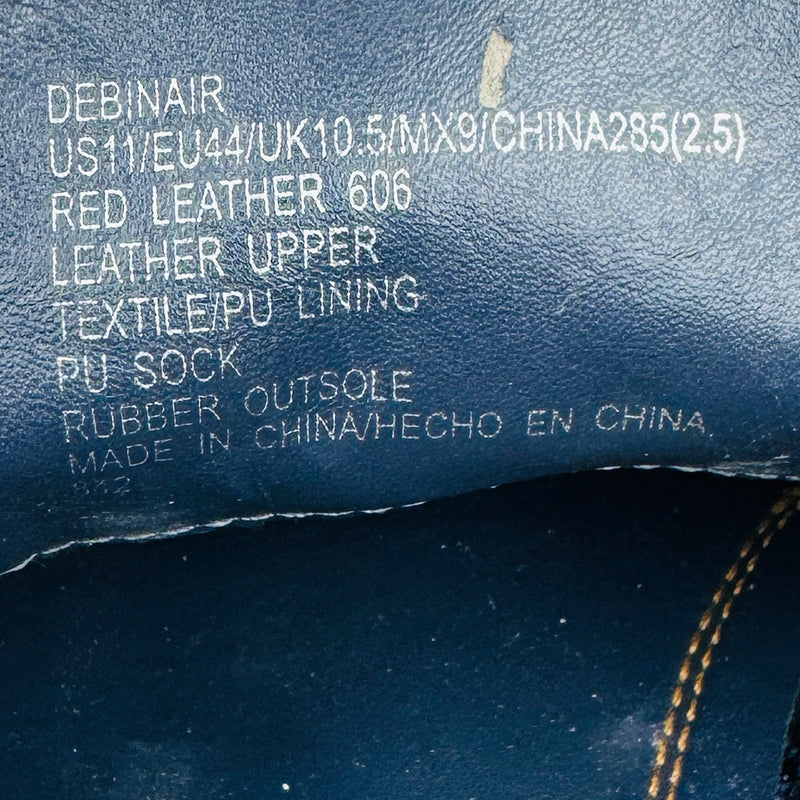 DEBINAIR
US11/EU44/UK10.5/MX9/CHINA285(2.5)
RED LEATHER 606
LEATHER UPPER
TEXTILE/PU LINING
PU SOCK
RUBBER OUTSOLE
MADE IN CHINA/HECHO EN CHINA